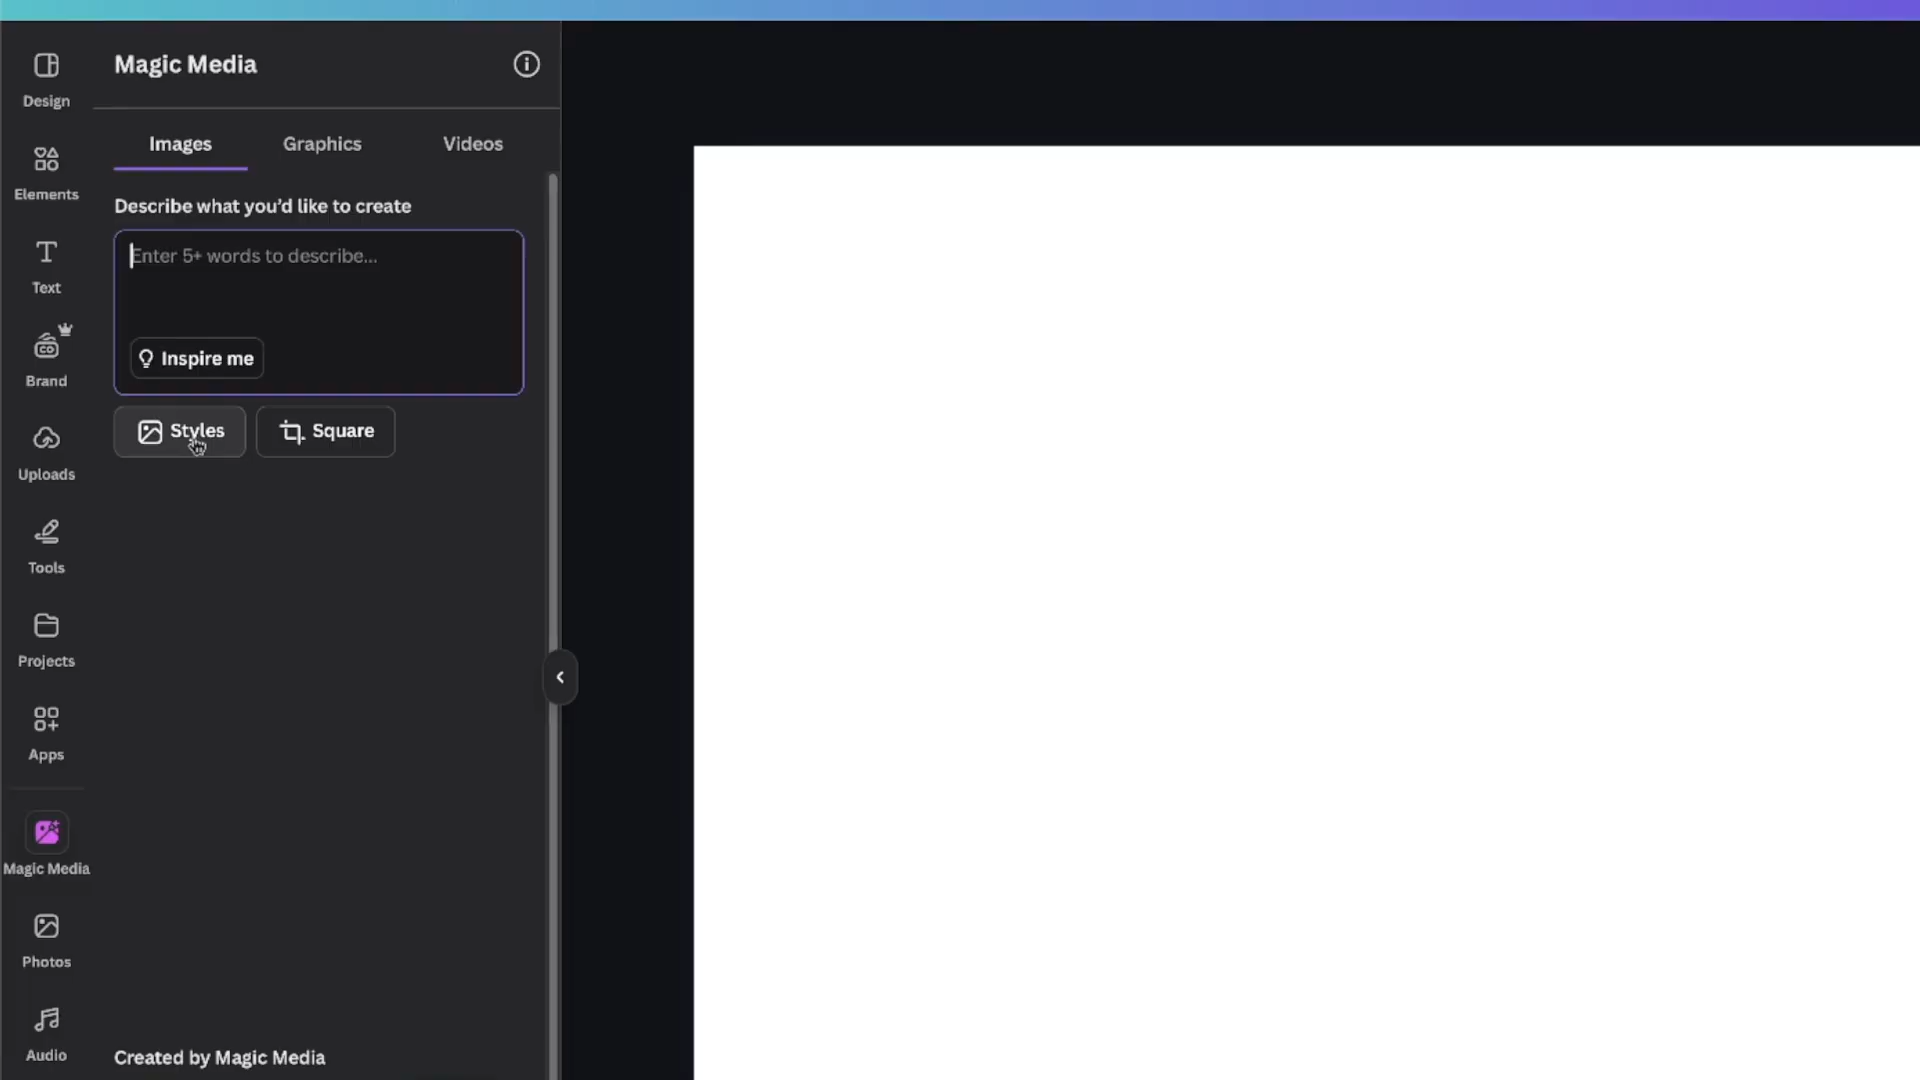 Design
Elements
Text
Brand
Uploads
Tools
Projects
Apps
Magic Media
Photos
Audio
Magic Media
Images
Graphics
Videos
Describe what you'd like to create
Enter 5+ words to describe...
Inspire me
Styles
Square
Created by Magic Media